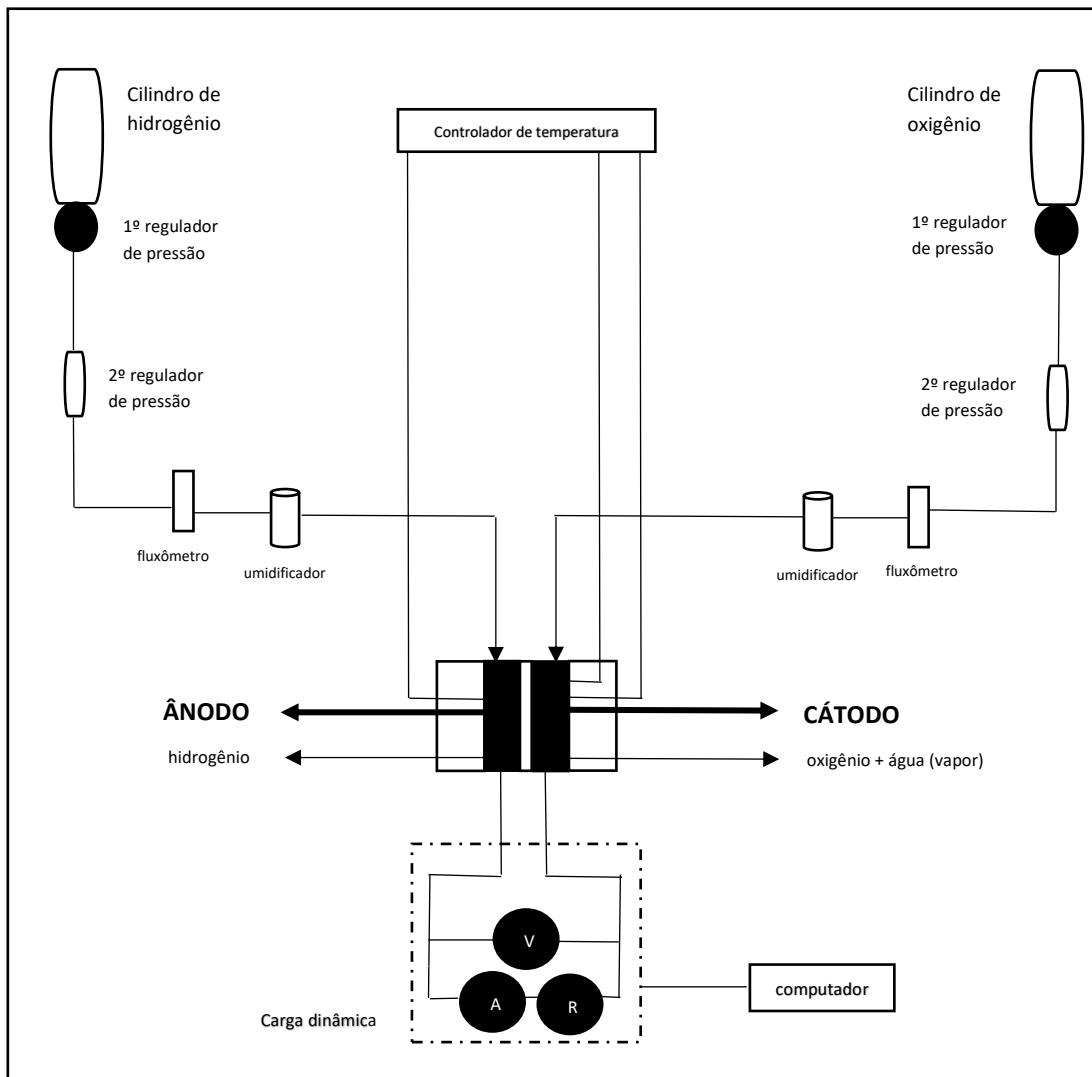 Cilindro de
hidrogênio
Cilindro de
oxigênio
Controlador de temperatura
1º regulador
de pressão
1º regulador
de pressão
2º regulador
de pressão
2º regulador
de pressão
fluxômetro
umidificador
umidificador
fluxômetro
ÂNODO
CÁTODO
hidrogênio
oxigênio + água (vapor)
V
A
R
computador
Carga dinâmica